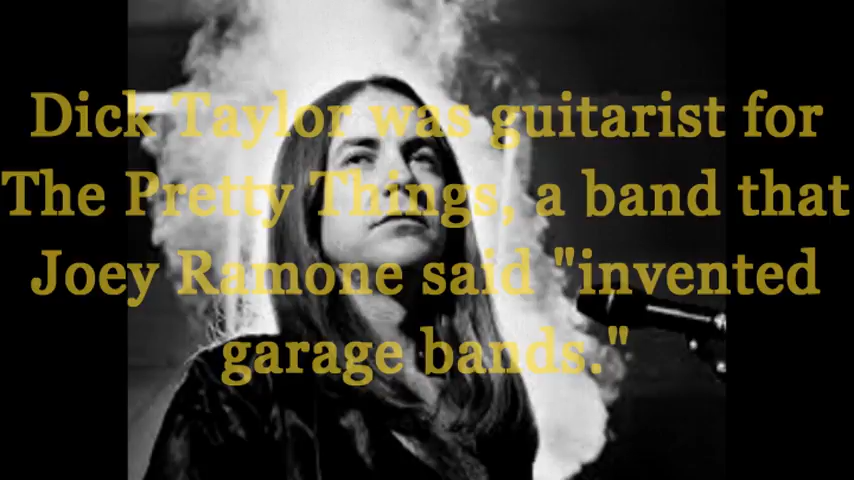 Dick Taylor was guitarist for
The Pretty Things, a band that
Joey Ramone said "invented
garage bands."